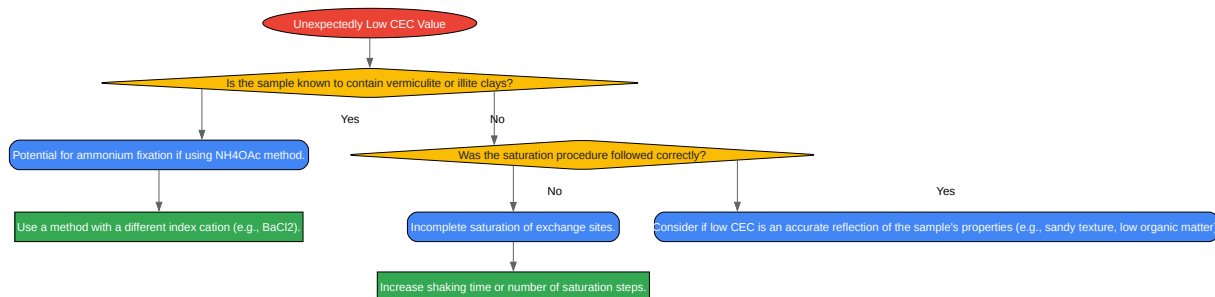 Unexpectedly Low CEC Value
Is the sample known to contain vermiculite or illite clays?
Yes
No
Potential for ammonium fixation if using NH4OAc method.
Was the saturation procedure followed correctly?
No
Yes
Use a method with a different index cation (e.g., BaCl2).
Incomplete saturation of exchange sites.
Consider if low CEC is an accurate reflection of the sample's properties (e.g., sandy texture, low organic matter)
Increase shaking time or number of saturation steps.